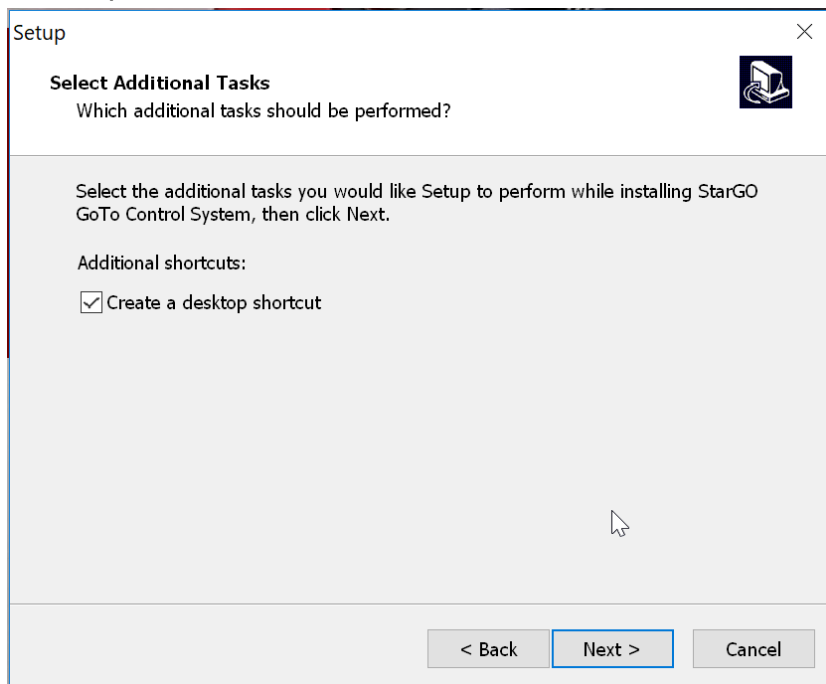 Setup
Select Additional Tasks
Which additional tasks should be performed?
Select the additional tasks you would like Setup to perform while installing StarGO
GoTo Control System, then click Next.
Additional shortcuts:
Create a desktop shortcut
< Back
Next >
Cancel